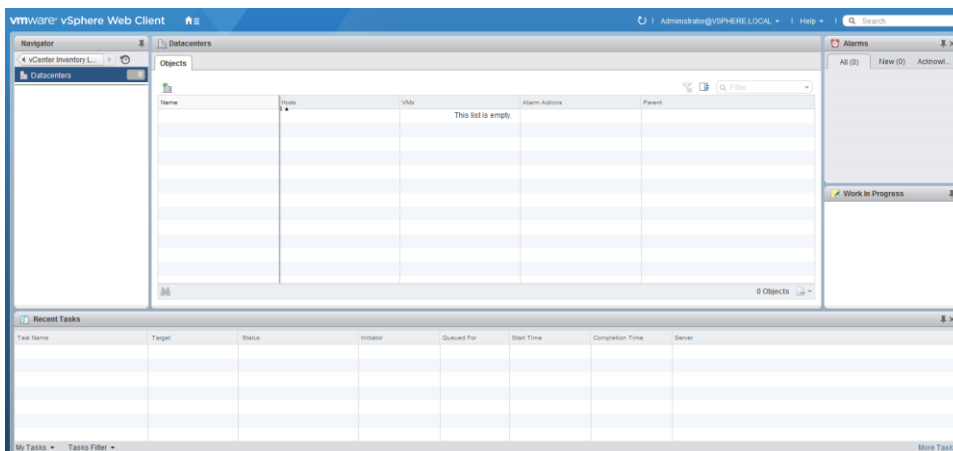 vmware® vSphere Web Client
Administrator@VSPHERE.LOCAL
Help
Search
Navigator
vCenter Inventory L...
Datacenters
0
Datacenters
Objects
Filter
Name
Hosts
VMs
Alarm Actions
Parent
This list is empty.
0 Objects
Alarms
All (0) New (0) Acknowl...
Work In Progress
Recent Tasks
Task Name Target Status Initiator Queued For Start Time Completion Time Server
My Tasks Tasks Filter
More Task